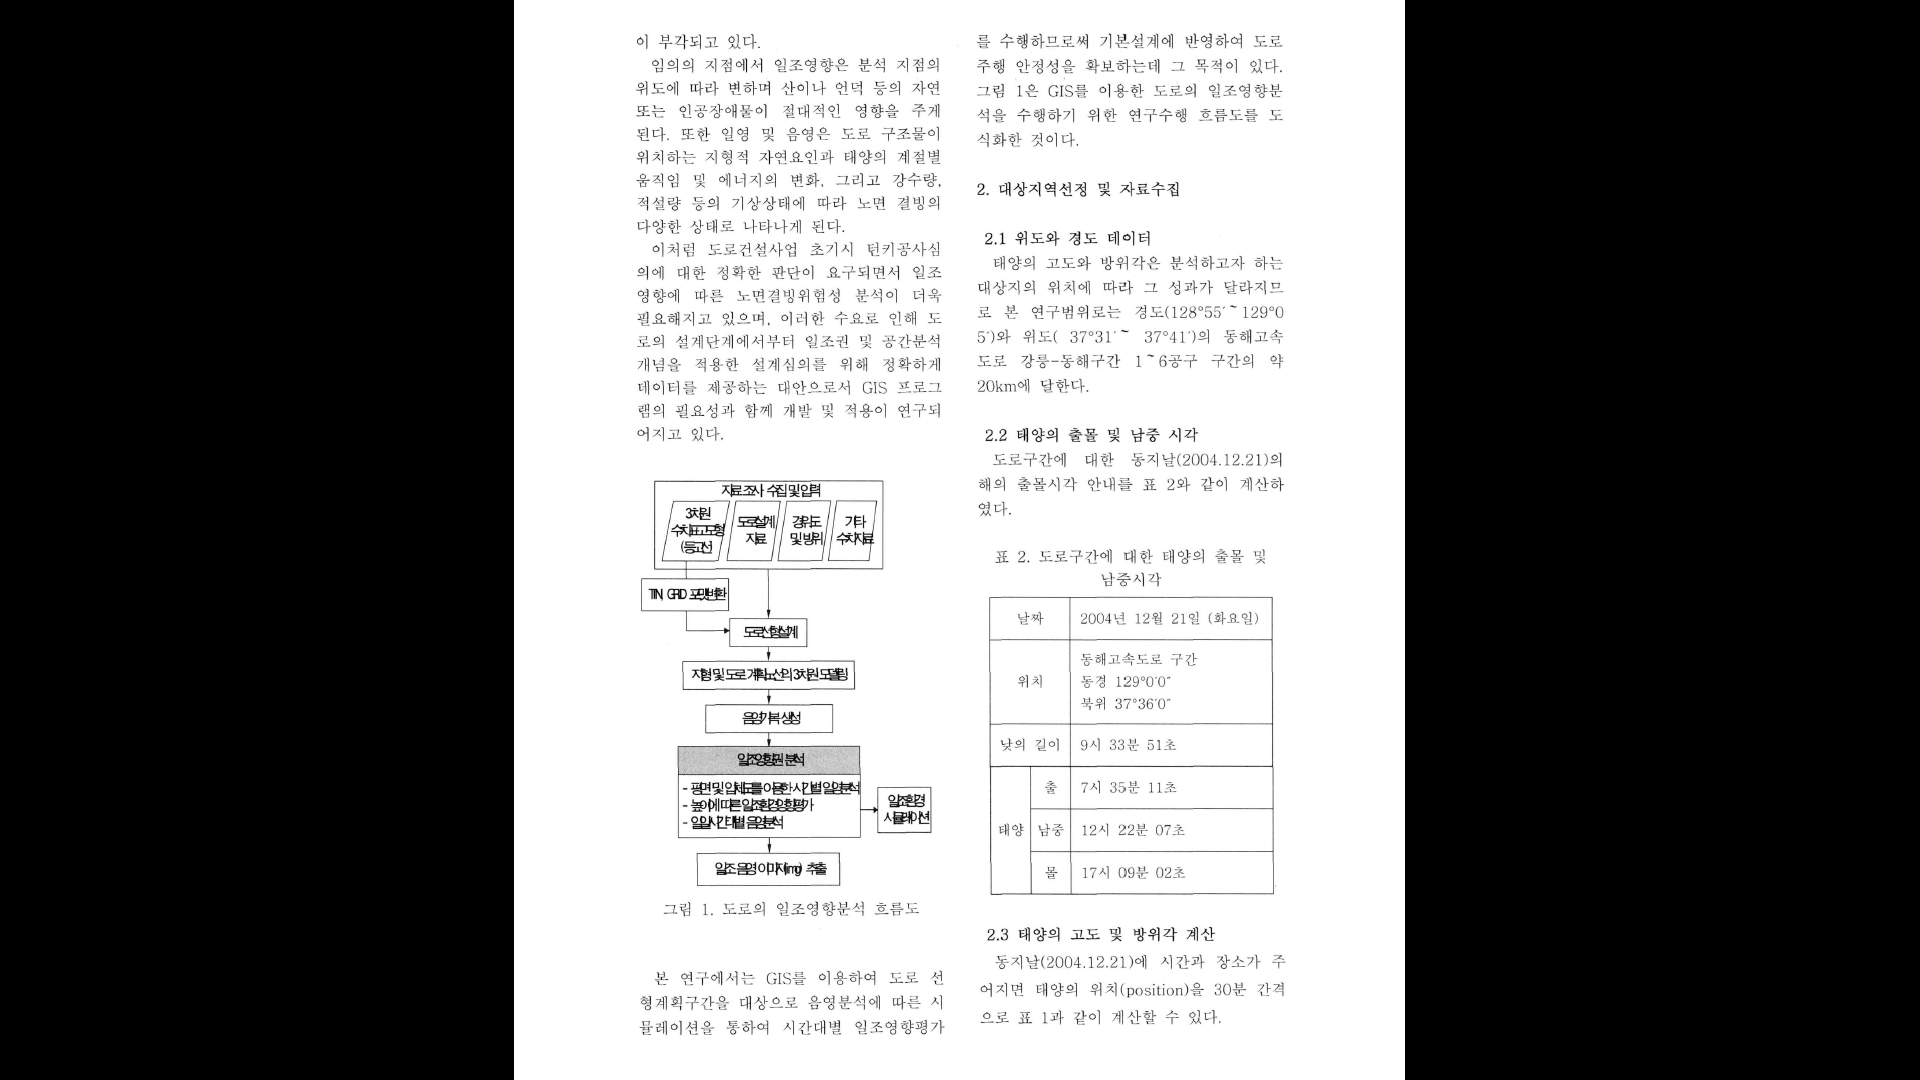 이 부각되고 있다.
임의의 지점에서 일조영향은 분석 지점의
위도에 따라 변하며 산이나 언덕 등의 자연
또는 인공장애물이 절대적인 영향을 주게
된다. 또한 일영 및 음영은 도로 구조물이
위치하는 지형적 자연요인과 태양의 계절별
움직임 및 에너지의 변화, 그리고 강수량,
적설량 등의 기상상태에 따라 노면 결빙의
다양한 상태로 나타나게 된다.
이처럼 도로건설사업 초기시 턴키공사심
의에 대한 정확한 판단이 요구되면서 일조
영향에 따른 노면결빙위험성 분석이 더욱
필요해지고 있으며, 이러한 수요로 인해 도
로의 설계단계에서부터 일조권 및 공간분석
개념을 적용한 설계심의를 위해 정확하게
데이터를 제공하는 대안으로서 GIS 프로그
램의 필요성과 함께 개발 및 적용이 연구되
어지고 있다.
자료조사 수집및입력
3차원
수치표고모형
(등고선
도로설계
자료
경위도
및방위
기타
수치자료
TIN, GRID 포맷변환
도로선형설계
지형및도로 계획노선의 3차원모델링
음영기복생성
일조영향권분석
- 평면및입체도를이용한 시간별일영분석
- 높이에따른일조환경영향평가
- 일일시간대별음영분석
일조환경
시뮬레이션
일조음영 이미지(img) 추출
그림 1. 도로의 일조영향분석 흐름도
본 연구에서는 GIS를 이용하여 도로 선
형계획구간을 대상으로 음영분석에 따른 시
뮬레이션을 통하여 시간대별 일조영향평가
를 수행하므로써 기본설계에 반영하여 도로
주행 안정성을 확보하는데 그 목적이 있다.
그림 1은 GIS를 이용한 도로의 일조영향분
석을 수행하기 위한 연구수행 흐름도를 도
식화한 것이다.
2. 대상지역선정 및 자료수집
2.1 위도와 경도 데이터
태양의 고도와 방위각은 분석하고자 하는
대상지의 위치에 따라 그 성과가 달라지므
로 본 연구범위로는 경도(128°55′~129°0
5′)와 위도( 37°31′~ 37°41′)의 동해고속
도로 강릉-동해구간 1~6공구 구간의 약
20km에 달한다.
2.2 태양의 출몰 및 남중 시각
도로구간에 대한 동지날(2004.12.21)의
해의 출몰시각 안내를 표 2와 같이 계산하
였다.
표 2. 도로구간에 대한 태양의 출몰 및
남중시각
날짜 2004년 12월 21일 (화요일)
위치 동해고속도로 구간
동경 129°0′0″
북위 37°36′0″
낮의 길이 9시 33분 51초
태양 출 7시 35분 11초
남중 12시 22분 07초
몰 17시 09분 02초
2.3 태양의 고도 및 방위각 계산
동지날(2004.12.21)에 시간과 장소가 주
어지면 태양의 위치(position)을 30분 간격
으로 표 1과 같이 계산할 수 있다.